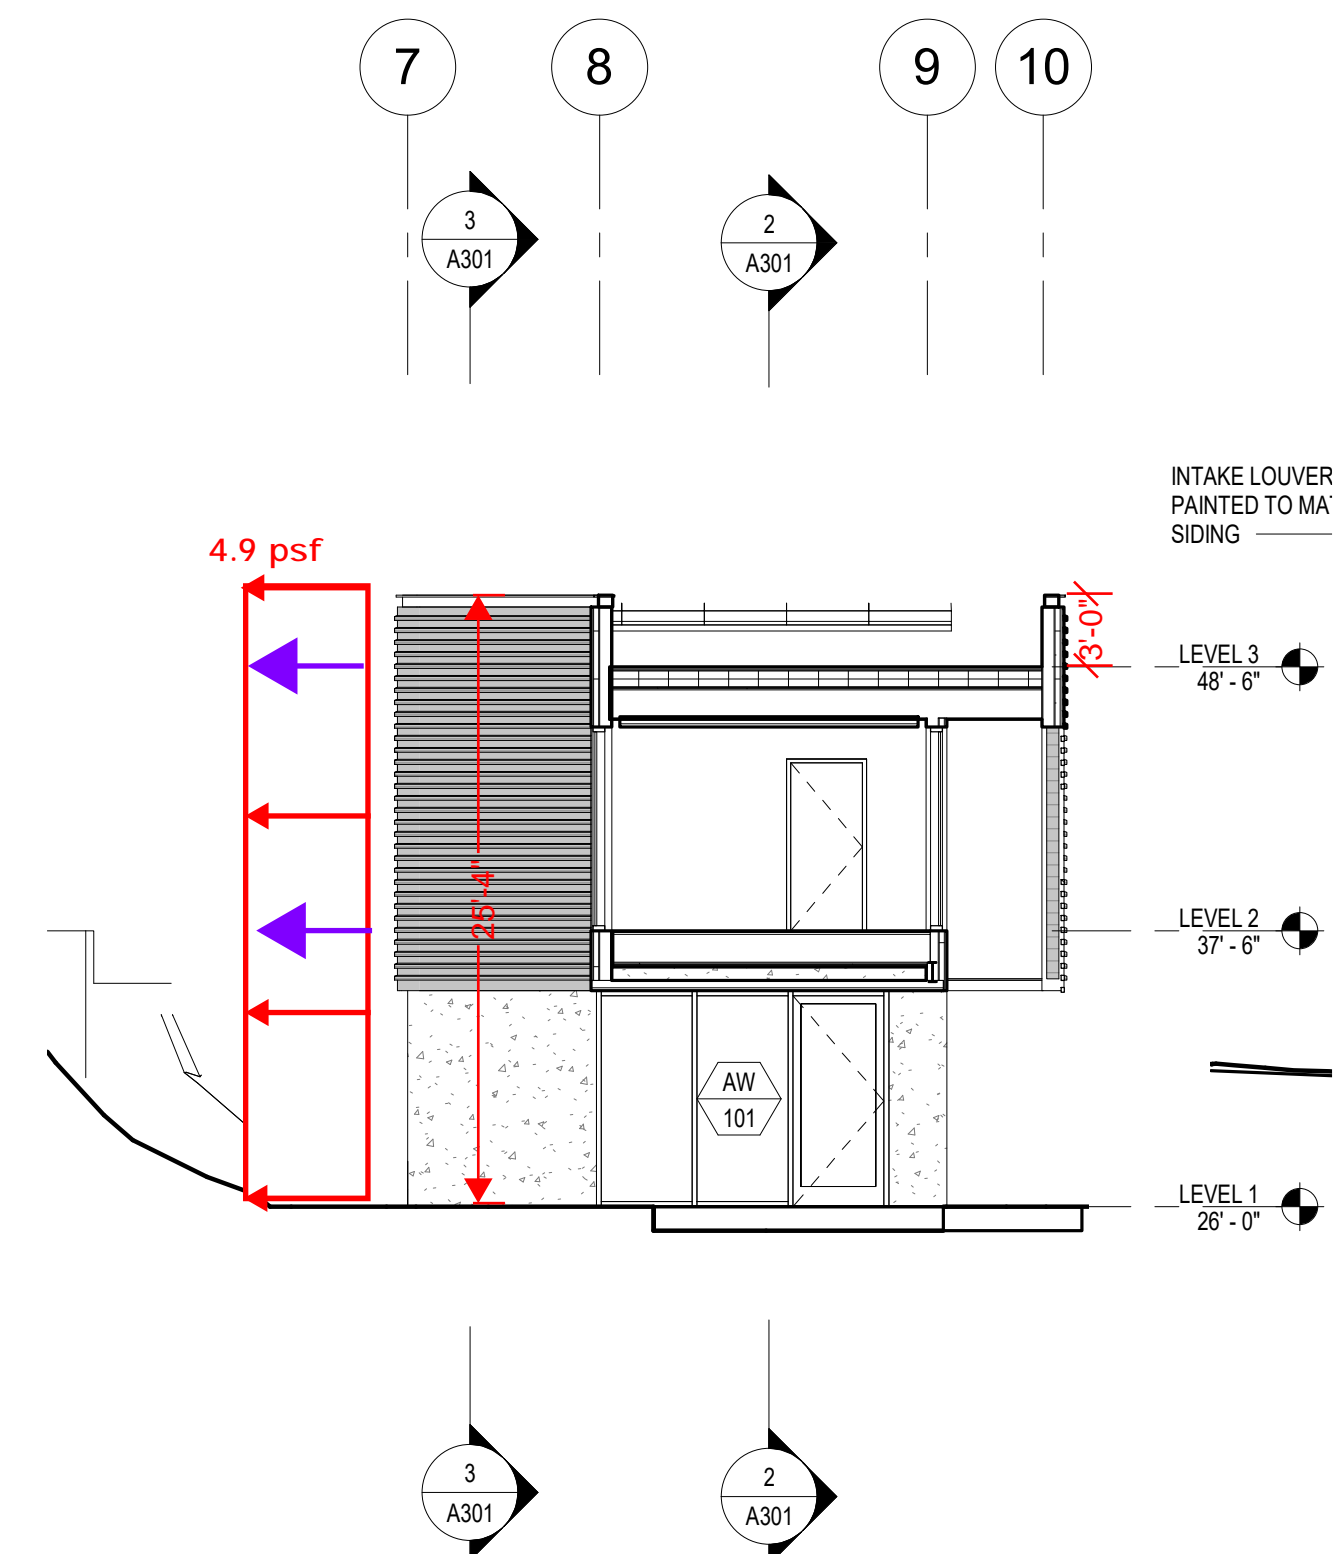 7
8
9
10
3
A301
2
A301
INTAKE LOUVER
PAINTED TO MAT
SIDING
4.9 psf
3'-0"
LEVEL 3
48' - 6"
25'-4"
LEVEL 2
37' - 6"
AW
101
LEVEL 1
26' - 0"
3
A301
2
A301